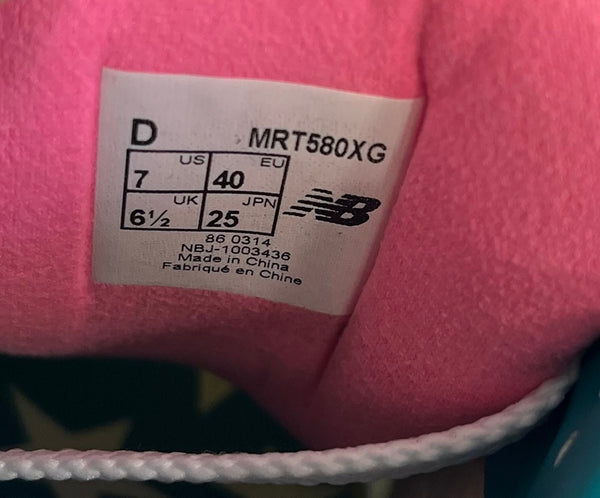 D MRT580XG
US EU
7 40
UK JPN
6½ 25
NB
86 0314
NBJ-1003436
Made in China
Fabriqué en Chine